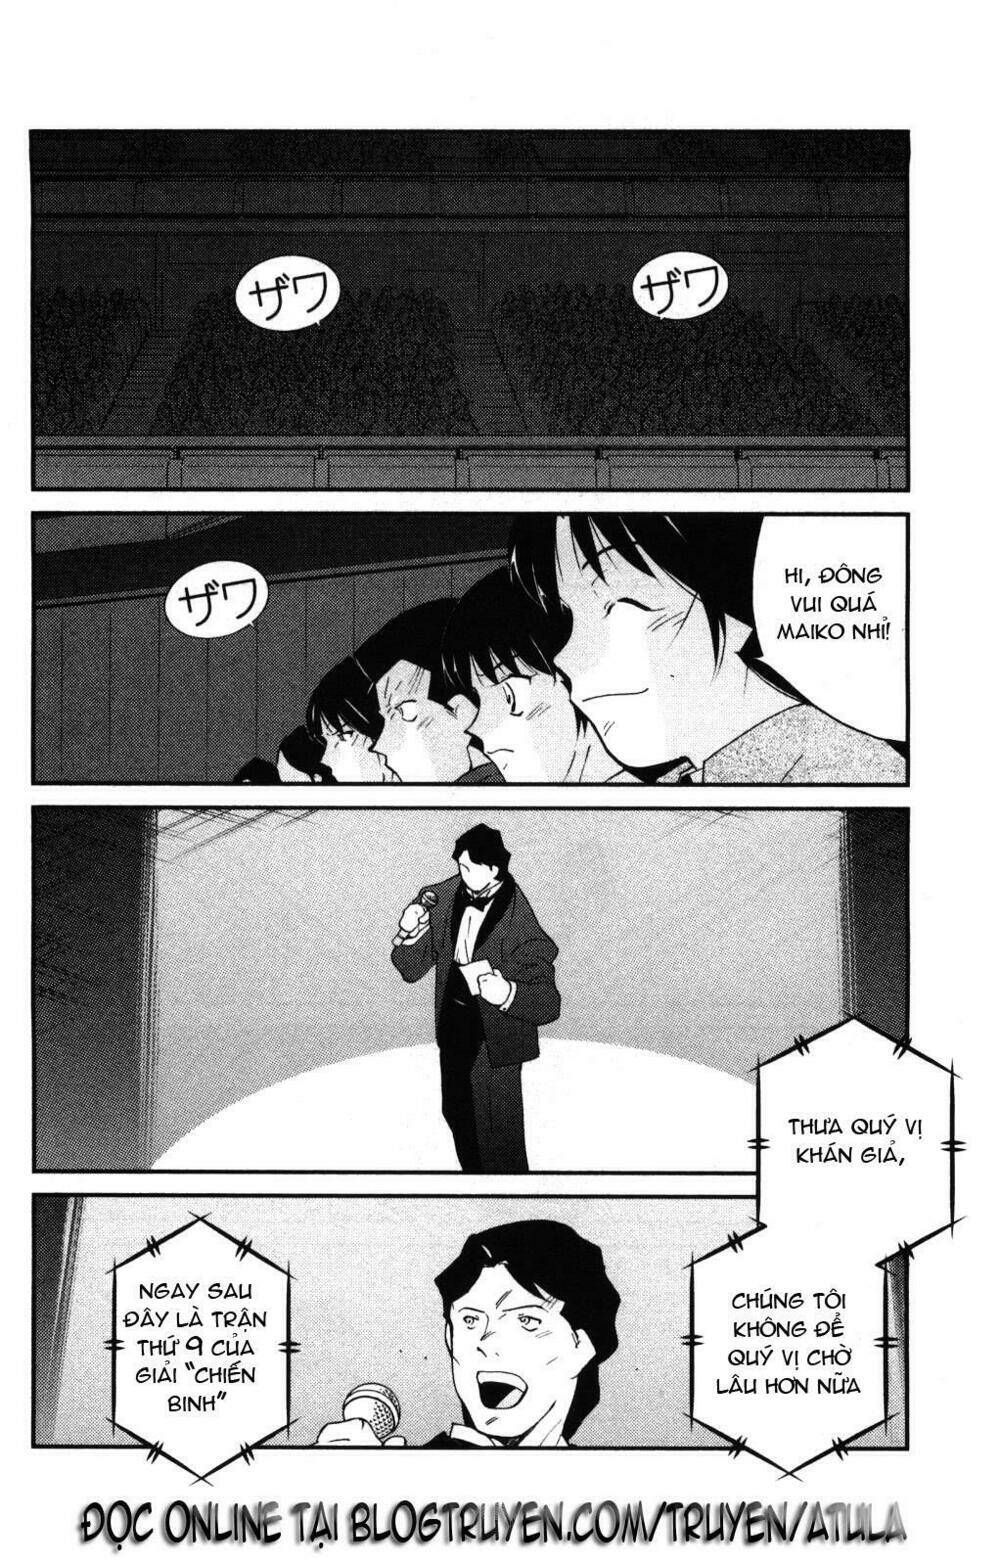 ザワ
ザワ
ザワ
HI, ĐÔNG
VUI QUÁ
MAIKO NHỈ!
THƯA QUÝ VỊ
KHÁN GIẢ,
CHÚNG TÔI
KHÔNG ĐỂ
QUÝ VỊ CHỜ
LÂU HƠN NỮA
NGAY SAU
ĐÂY LÀ TRẬN
THỨ 9 CỦA
GIẢI "CHIẾN
BINH"
ĐỌC ONLINE TẠI BLOGTRUYEN.COM/TRUYEN/ATULA